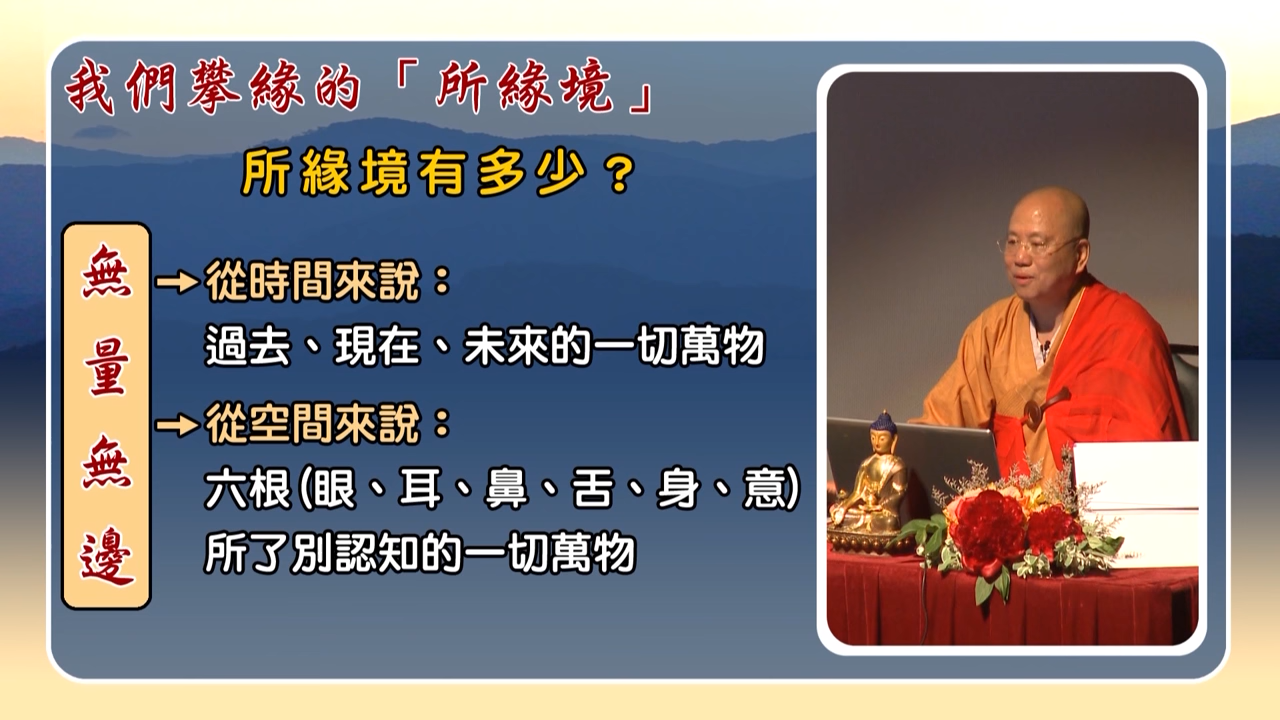 我們攀緣的「所緣境」
所緣境有多少？
無量無邊
→從時間來說：
過去、現在、未來的一切萬物
→從空間來說：
六根(眼、耳、鼻、舌、身、意)
所了別認知的一切萬物